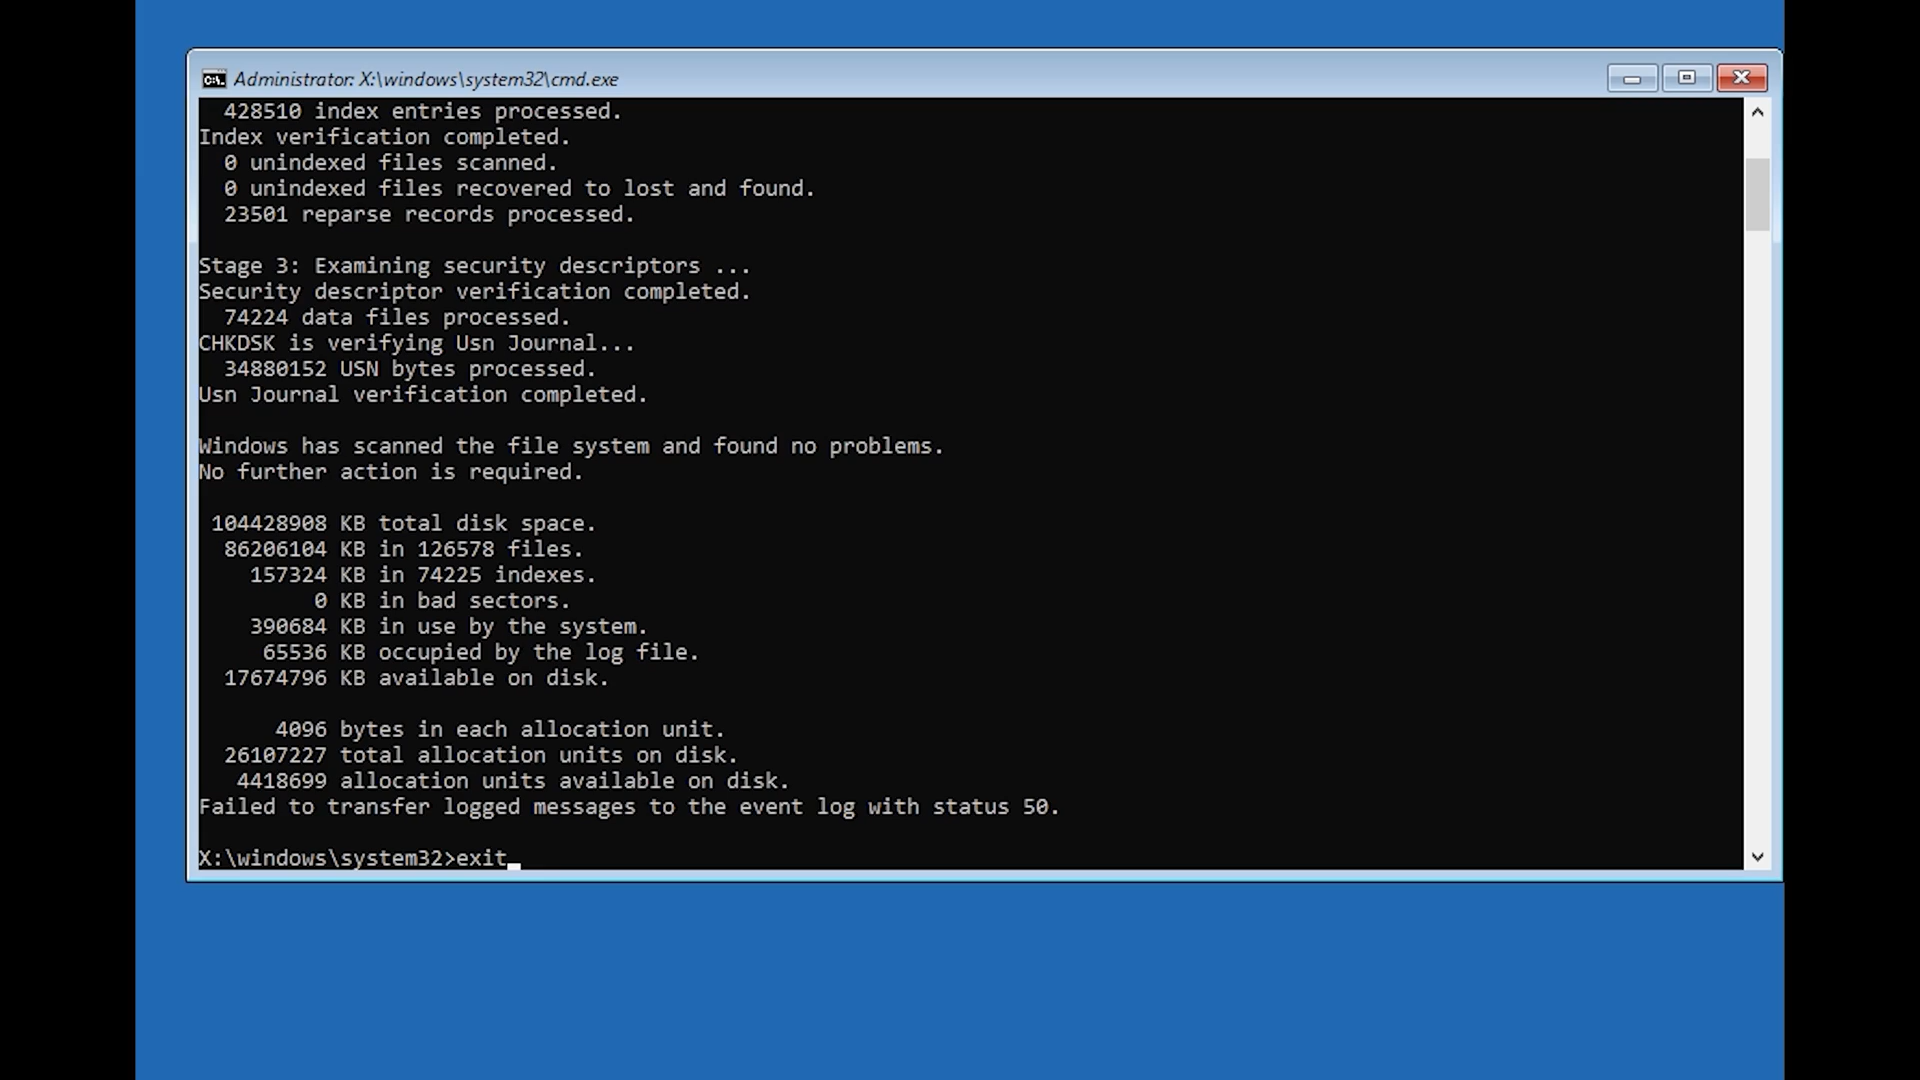 Administrator: X:\windows\system32\cmd.exe
428510 index entries processed.
Index verification completed.
0 unindexed files scanned.
0 unindexed files recovered to lost and found.
23501 reparse records processed.
Stage 3: Examining security descriptors ...
Security descriptor verification completed.
74224 data files processed.
CHKDSK is verifying Usn Journal...
34880152 USN bytes processed.
Usn Journal verification completed.
Windows has scanned the file system and found no problems.
No further action is required.
104428908 KB total disk space.
86206104 KB in 126578 files.
157324 KB in 74225 indexes.
0 KB in bad sectors.
390684 KB in use by the system.
65536 KB occupied by the log file.
17674796 KB available on disk.
4096 bytes in each allocation unit.
26107227 total allocation units on disk.
4418699 allocation units available on disk.
Failed to transfer logged messages to the event log with status 50.
X:\windows\system32>exit